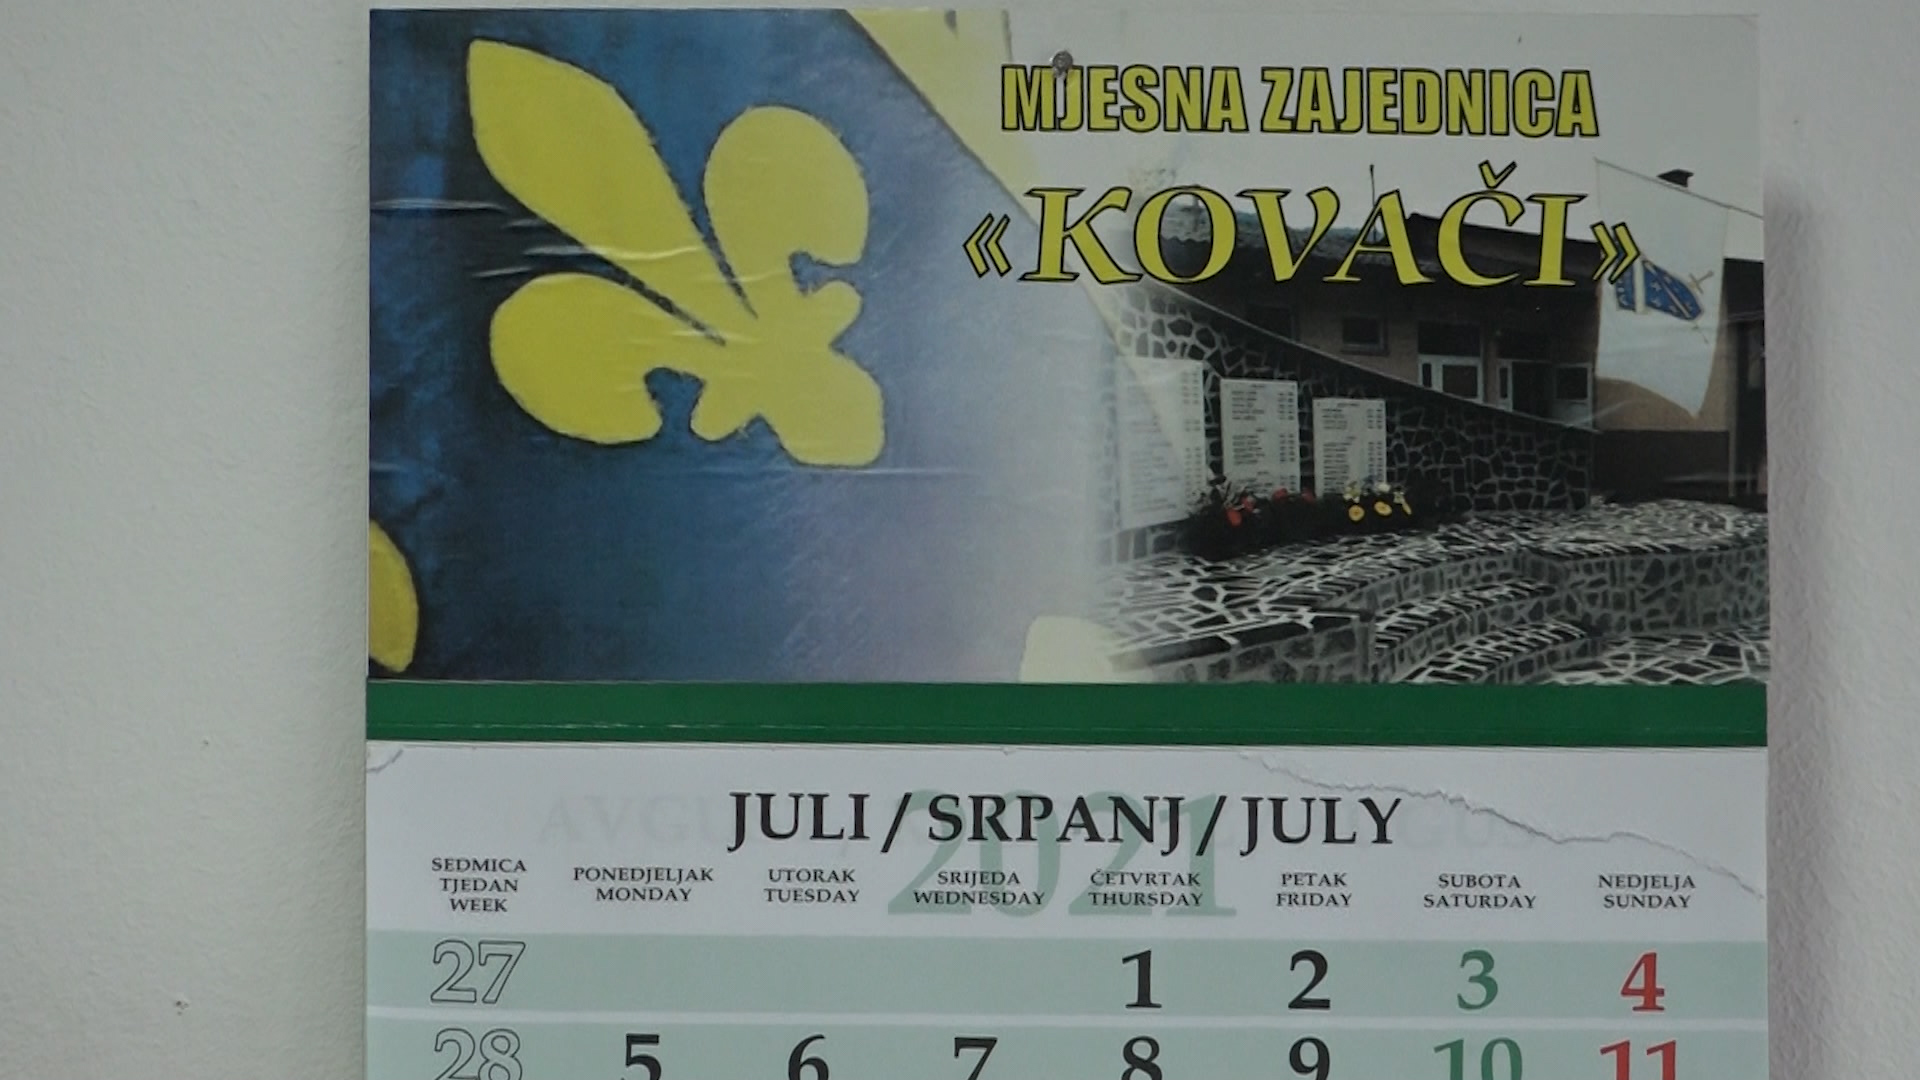 MJESNA ZAJEDNICA
«KOVAČI»
2021
JULI / SRPANJ / JULY
SEDMICA TJEDAN WEEK
PONEDJELJAK MONDAY
UTORAK TUESDAY
SRIJEDA WEDNESDAY
ČETVRTAK THURSDAY
PETAK FRIDAY
SUBOTA SATURDAY
NEDJELJA SUNDAY
27 1 2 3 4
28 5 6 7 8 9 10 11